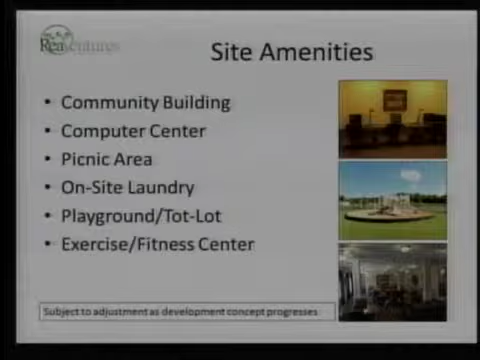 ReaVentures
Site Amenities
• Community Building
• Computer Center
• Picnic Area
• On-Site Laundry
• Playground/Tot-Lot
• Exercise/Fitness Center
Subject to adjustment as development concept progresses